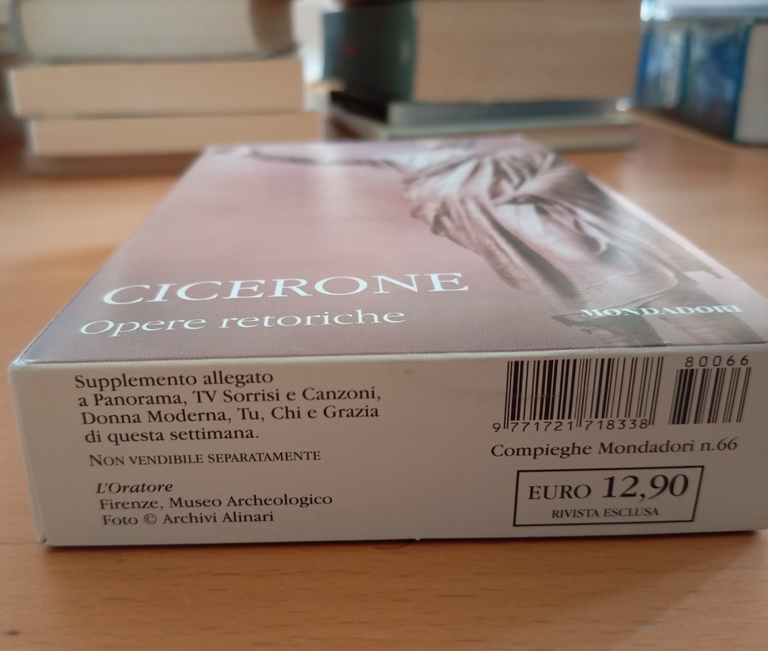 CICERONE
Opere retoriche
MONDADORI
Supplemento allegato
a Panorama, TV Sorrisi e Canzoni,
Donna Moderna, Tu, Chi e Grazia
di questa settimana.
NON VENDIBILE SEPARATAMENTE
L'Oratore
Firenze, Museo Archeologico
Foto © Archivi Alinari
80066
9 771721 718338
Compieghe Mondadori n.66
EURO 12,90
RIVISTA ESCLUSA